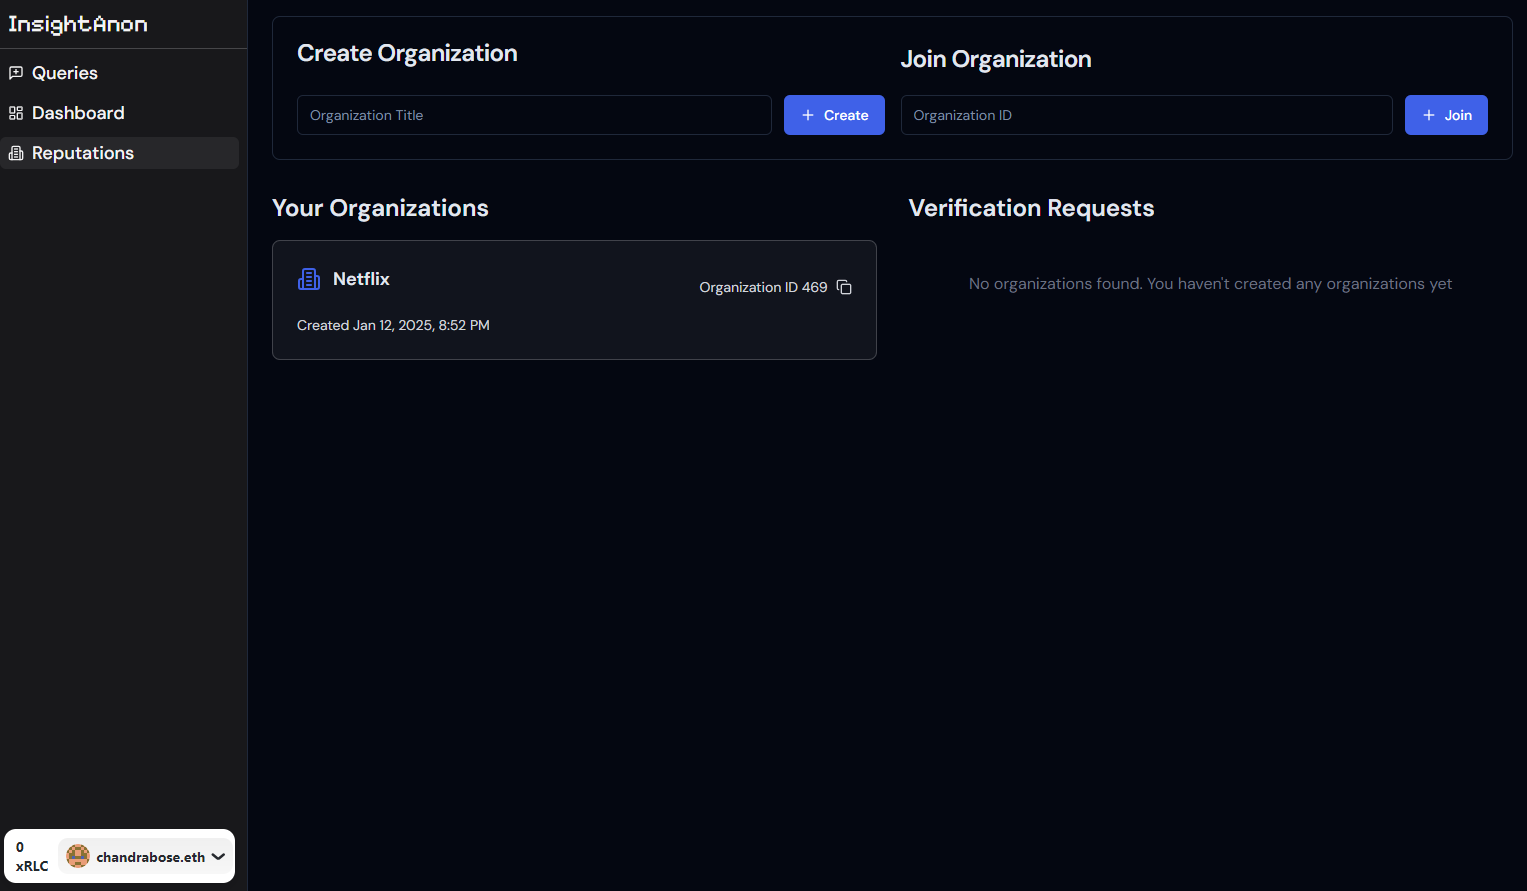 InsightAnon
Queries
Dashboard
Reputations
Create Organization
Organization Title
+ Create
Join Organization
Organization ID
+ Join
Your Organizations
Netflix
Organization ID 469
Created Jan 12, 2025, 8:52 PM
Verification Requests
No organizations found. You haven't created any organizations yet
0
xRLC
chandrabose.eth